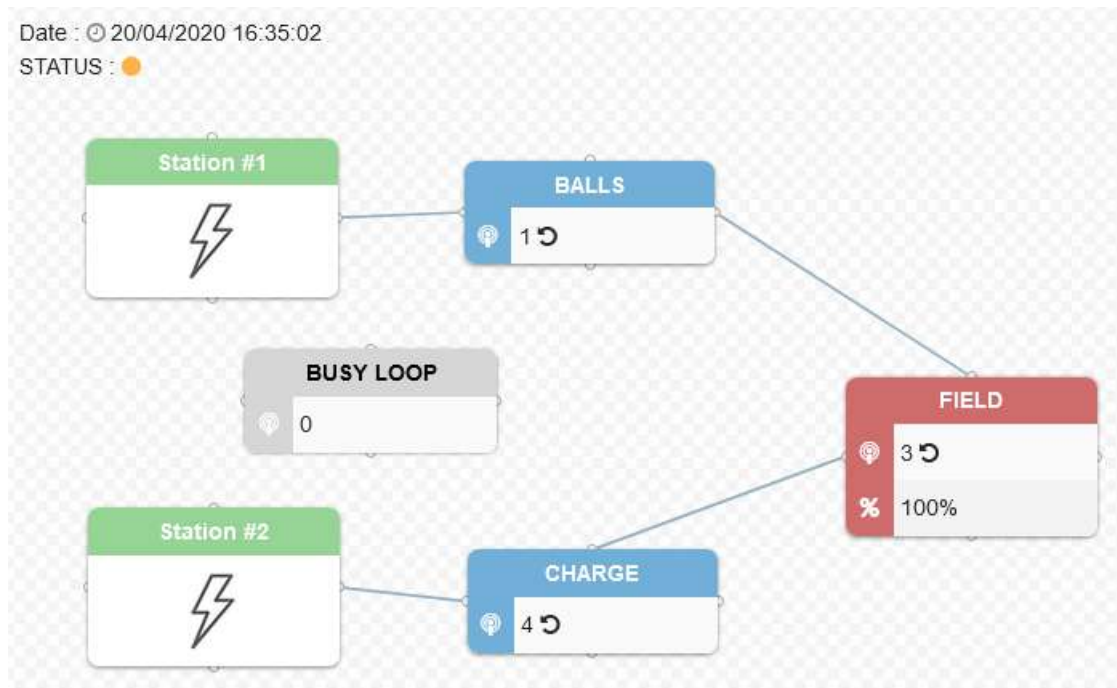 Date : 20/04/2020 16:35:02
STATUS :
Station #1
BALLS
1
BUSY LOOP
0
FIELD
3
% 100%
Station #2
CHARGE
4